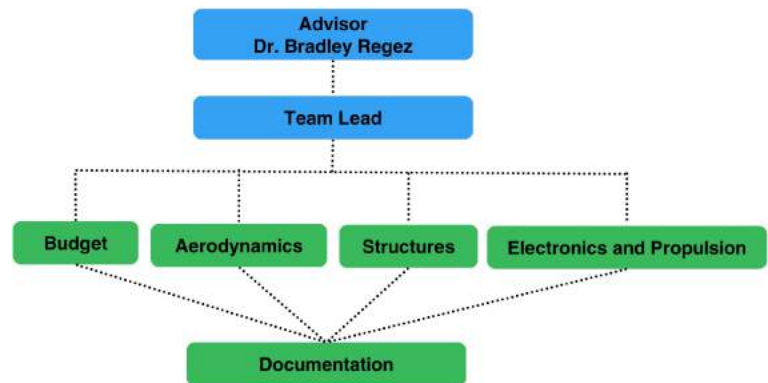 Advisor
Dr. Bradley Regez
Team Lead
Budget
Aerodynamics
Structures
Electronics and Propulsion
Documentation